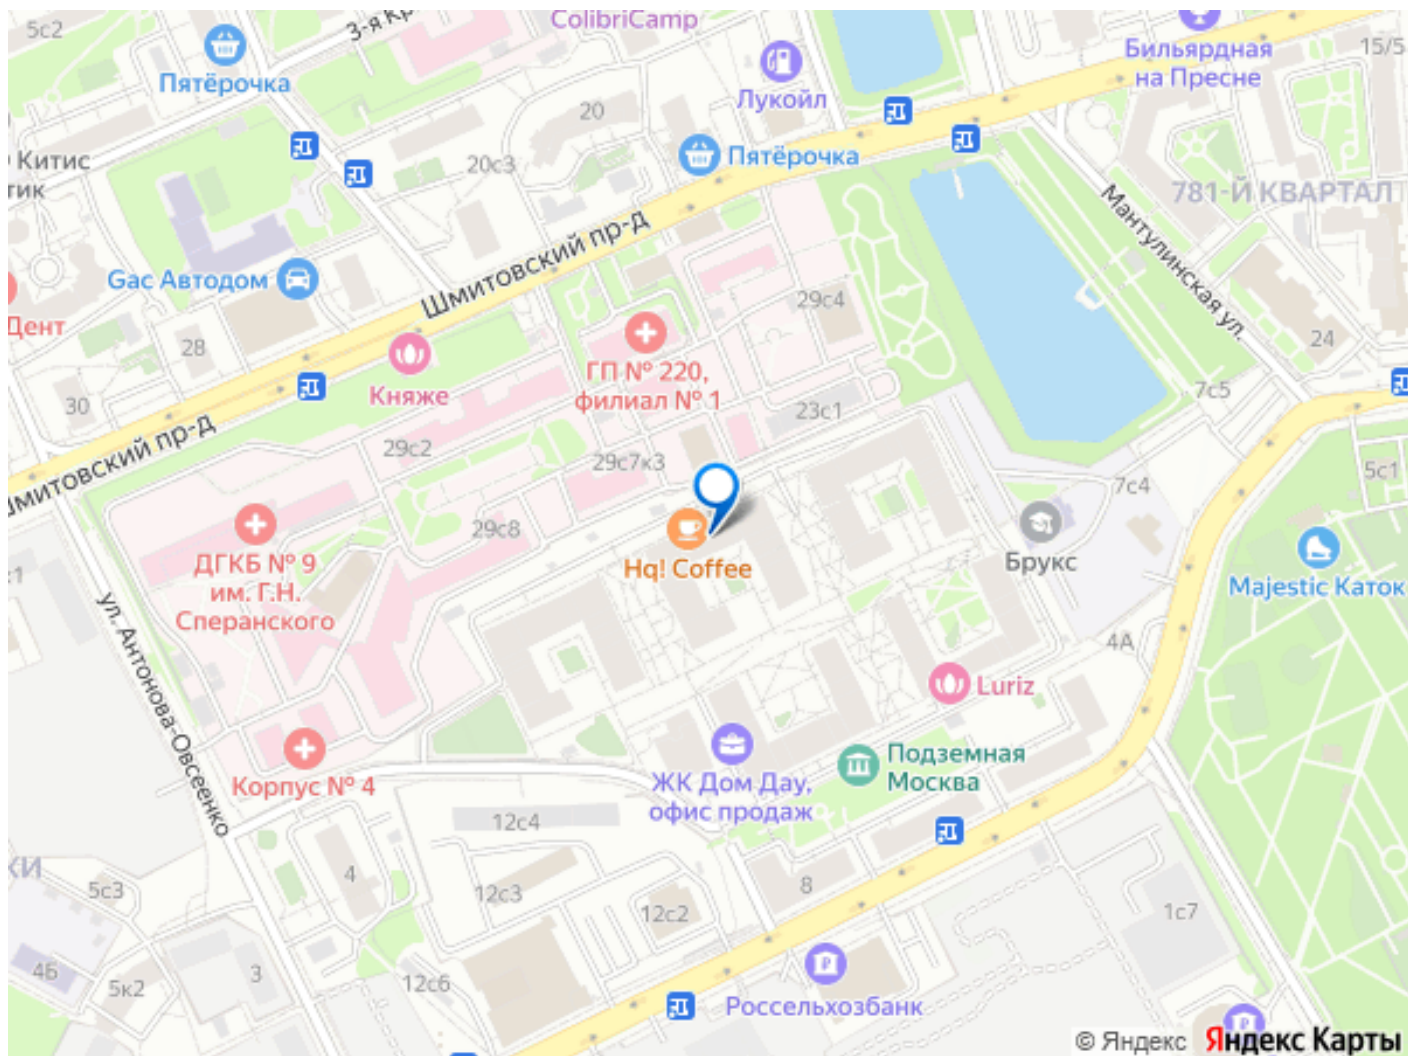 5с2
3-я Кр
ColibriCamp
Пятёрочка
Лукойл
Бильярдная
на Пресне
15/5
20
Китис
тик
20с3
Пятёрочка
781-Й КВАРТАЛ
Мантулинская ул.
Шмитовский пр-д
Gac Автодом
29с4
Дент
28
24
ГП № 220,
филиал № 1
Княже
30
7с5
23с1
Шмитовский пр-д
29с2
29с7к3
5с1
7с4
29с8
ДГКБ № 9
им. Г.Н.
Сперанского
Hq! Coffee
Брукс
Majestic Каток
ул. Антонова-Овсеенко
4А
Luriz
Корпус № 4
ЖК Дом Дау,
офис продаж
Подземная
Москва
12с4
КИ
5с3
4
12с3
8
12с2
1с7
4Б
5к2
3
12с6
Россельхозбанк
© Яндекс Яндекс Карты